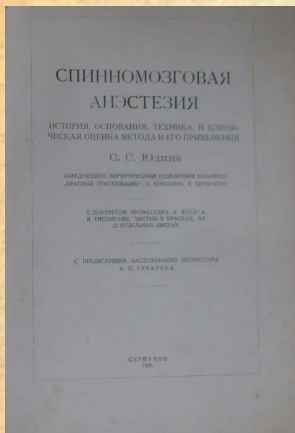 СПИННОМОЗГОВАЯ
АНЭСТЕЗИЯ
ИСТОРИЯ, ОСНОВАНИЯ, ТЕХНИКА, И КЛИНИ-
ЧЕСКАЯ ОЦЕНКА МЕТОДА И ЕГО ПРИМЕНЕНИЯ
С. С. Юдина
ЗАВЕДУЮЩЕГО ХИРУРГИЧЕСКИМ ОТДЕЛЕНИЕМ БОЛЬНИЦЫ
„КРАСНЫЙ ТЕКСТИЛЬЩИК“ В СЕРПУХОВЕ
С ПОРТРЕТОМ ПРОФЕССОРА А.
И РИСУНКАМИ, ЧАСТЬЮ В КРАСКАХ, НА
ОТДЕЛЬНЫХ ЛИСТАХ.
С ПРЕДИСЛОВИЕМ ЗАСЛУЖЕННОГО ПРОФЕССОРА
А. П. ГУБАРЕВА
СЕРПУХОВ
1925